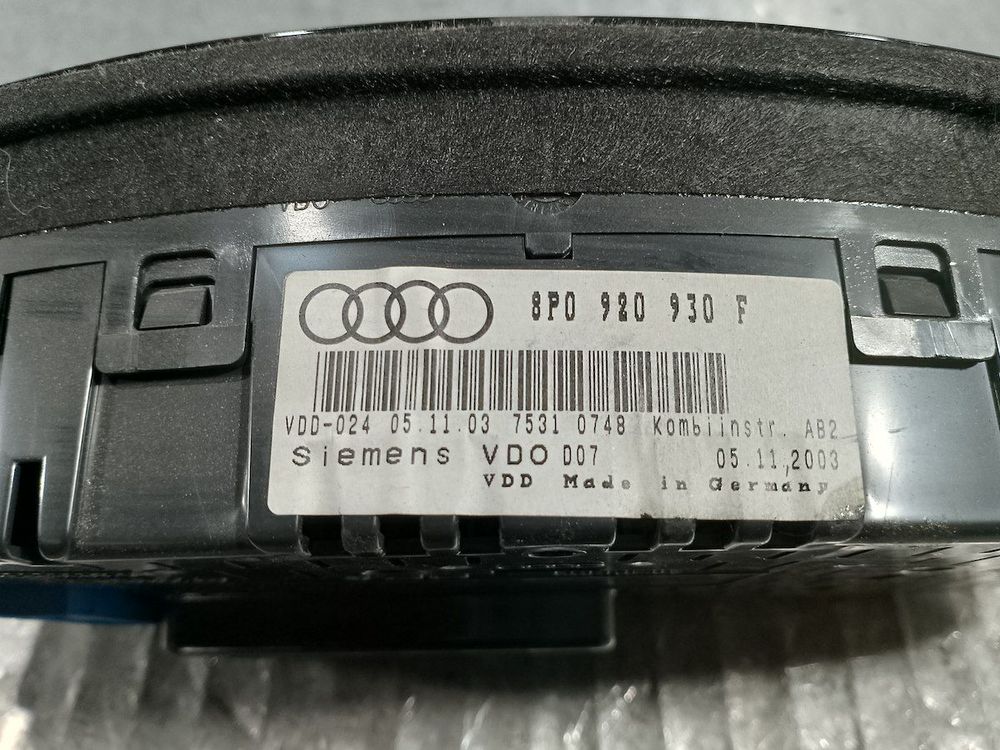 VDO
8P0 920 930 F
VDD-024 05.11.03 7531 0748 Kombiinstr. AB2
Siemens VDO D07 05.11.2003
VDD Made in Germany